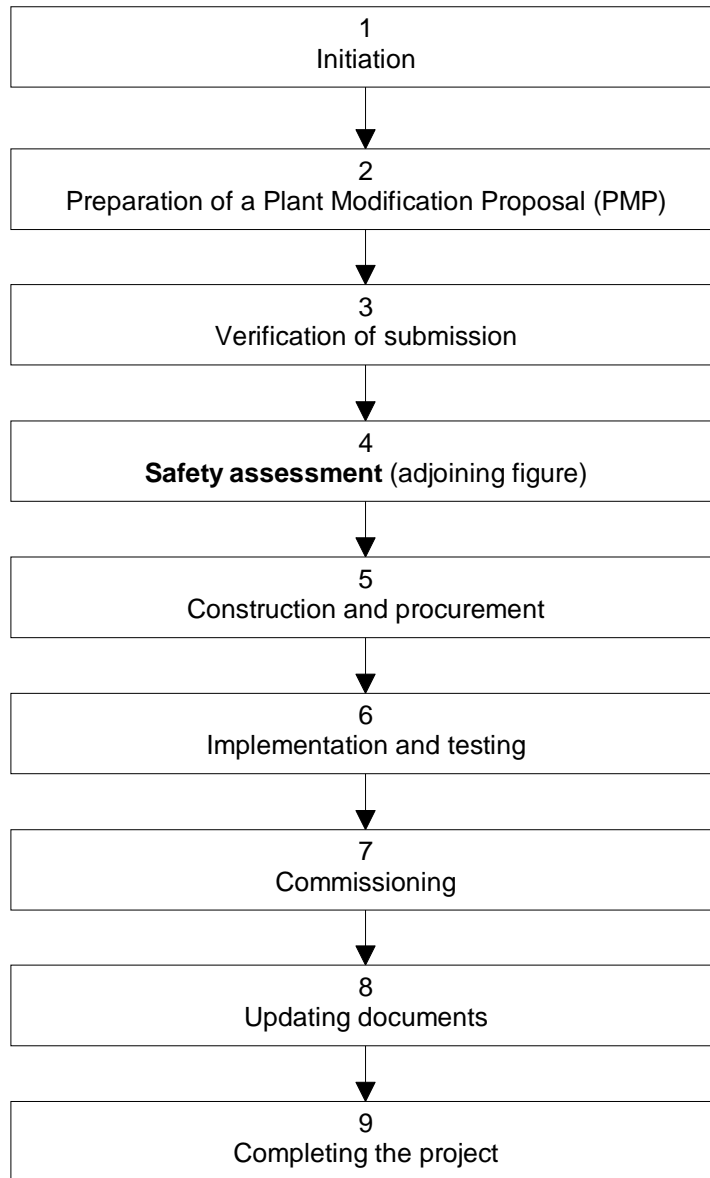 1
Initiation
2
Preparation of a Plant Modification Proposal (PMP)
3
Verification of submission
4
Safety assessment (adjoining figure)
5
Construction and procurement
6
Implementation and testing
7
Commissioning
8
Updating documents
9
Completing the project